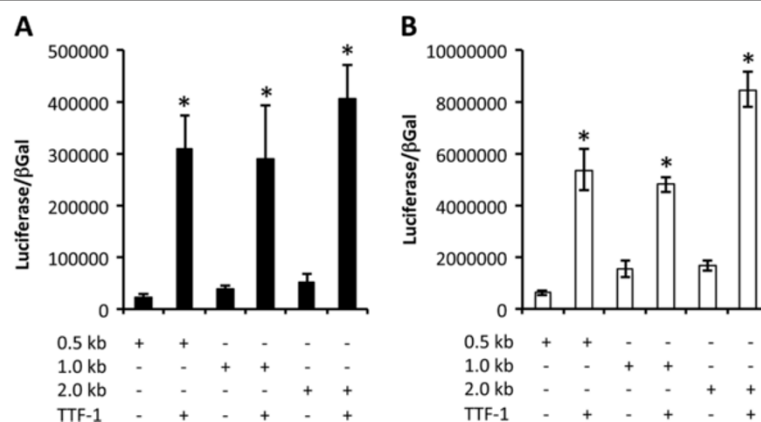 A
B
500000
400000
300000
200000
100000
0
Luciferase/βGal
* * *
10000000
8000000
6000000
4000000
2000000
0
Luciferase/βGal
* * *
0.5 kb + + - - - -
1.0 kb - - + + - -
2.0 kb - - - - + +
TTF-1 - + - + - +
0.5 kb + + - - - -
1.0 kb - - + + - -
2.0 kb - - - - + +
TTF-1 - + - + - +